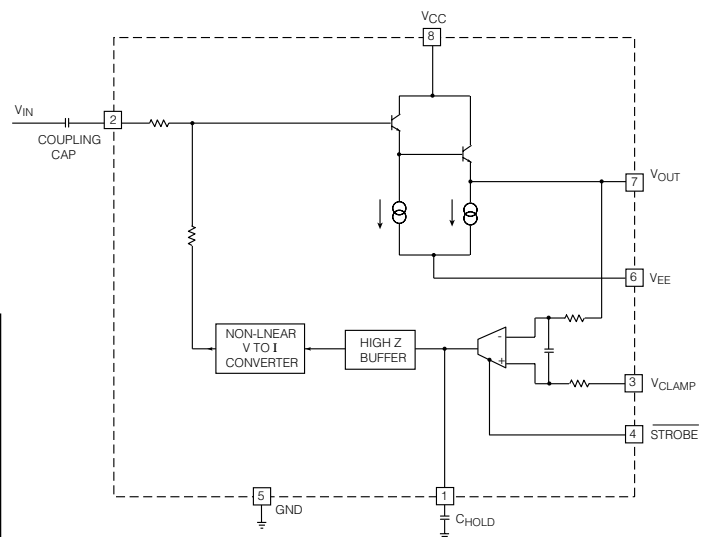 VCC
8
VIN
2
COUPLING
CAP
7
VOUT
6
VEE
NON-LNEAR
V TO I
CONVERTER
HIGH Z
BUFFER
-
+
3
VCLAMP
4
STROBE
5
GND
1
CHOLD